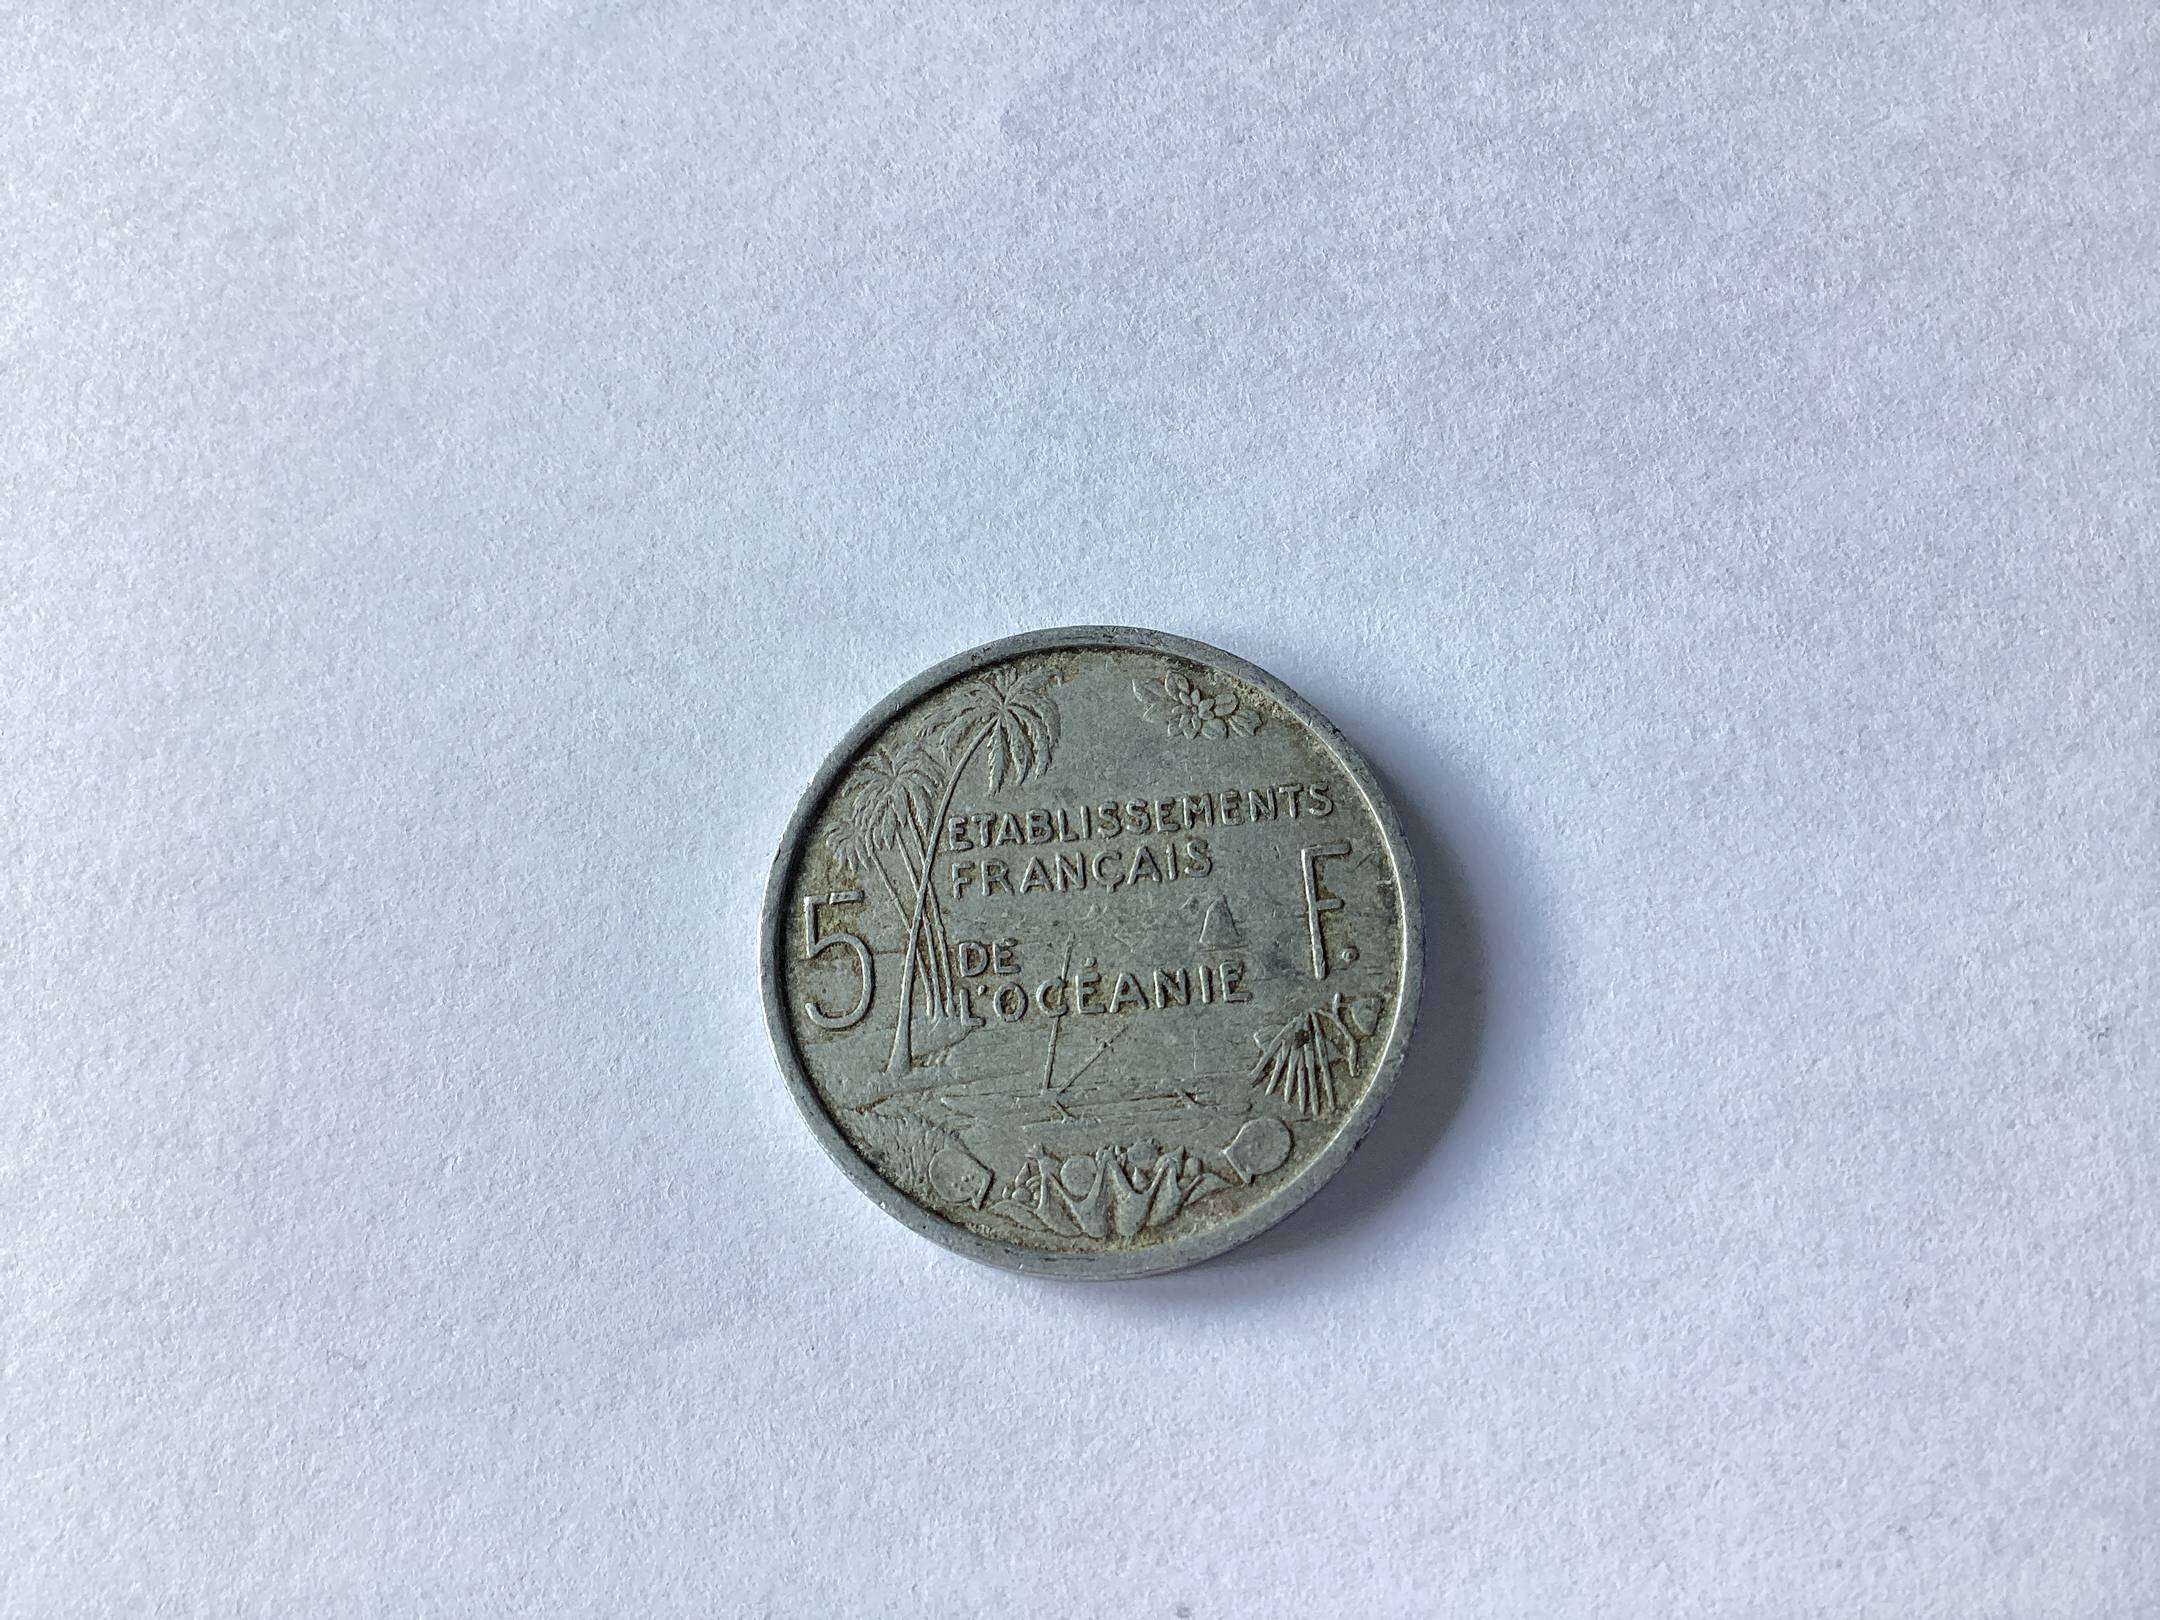 ETABLISSEMENTS
FRANÇAIS
5 F.
DE
L'OCÉANIE